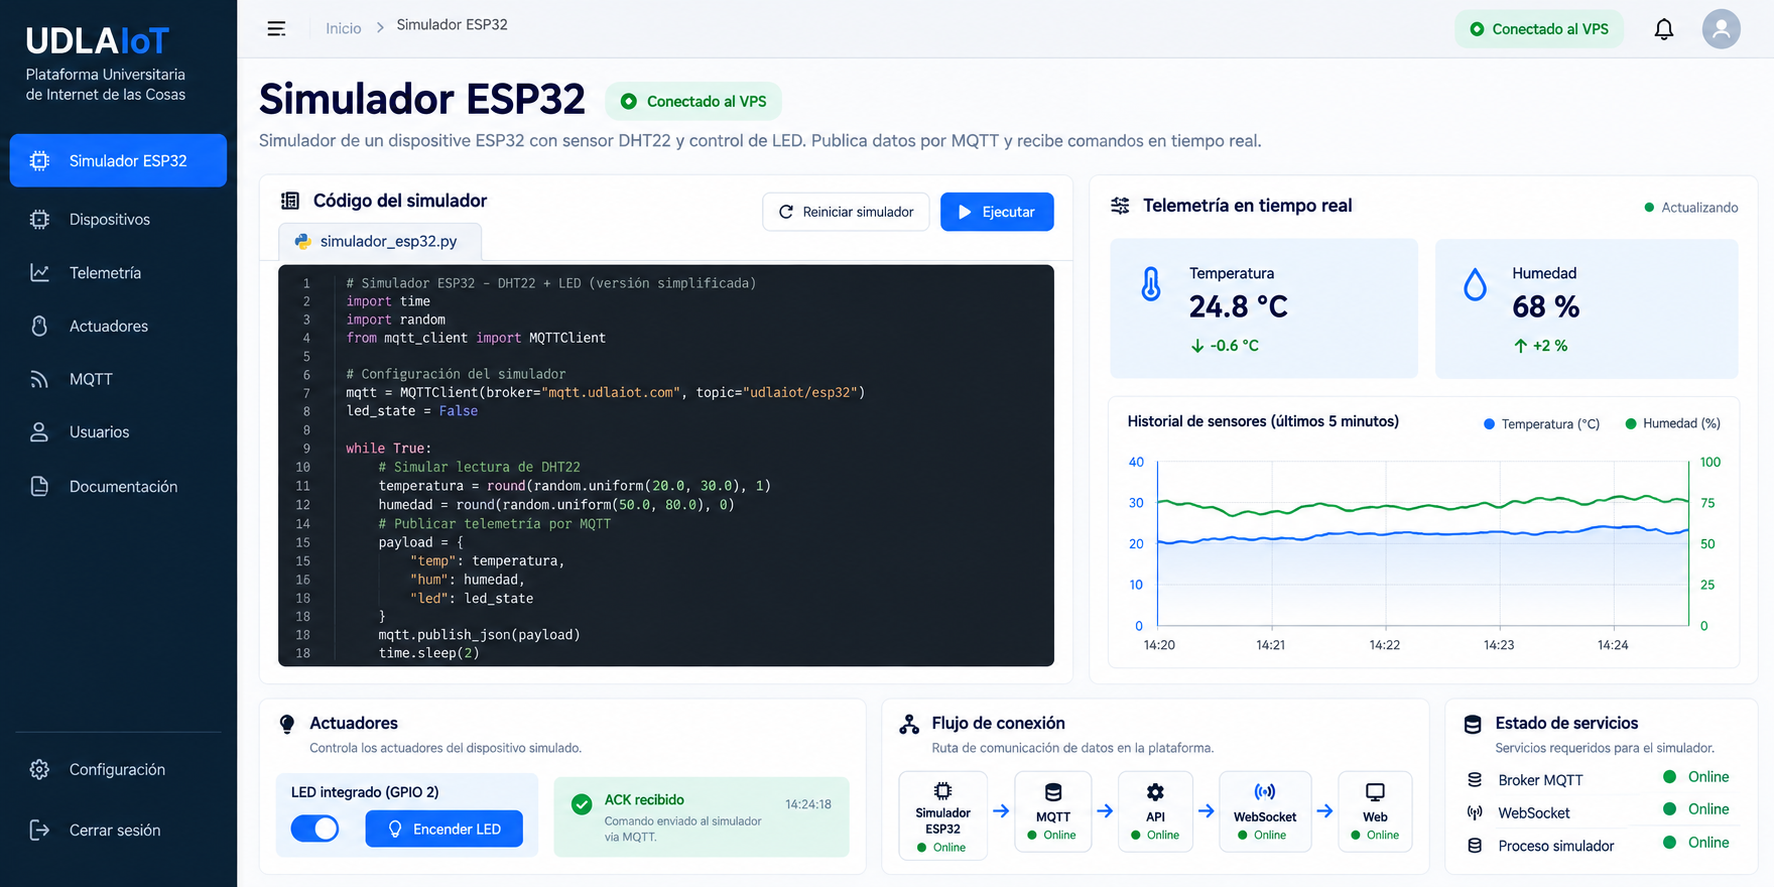 UDLAIoT
Plataforma Universitaria
de Internet de las Cosas
Simulador ESP32
Dispositivos
Telemetría
Actuadores
MQTT
Usuarios
Documentación
Configuración
Cerrar sesión
Inicio > Simulador ESP32
Conectado al VPS
Simulador ESP32
Conectado al VPS
Simulador de un dispositive ESP32 con sensor DHT22 y control de LED. Publica datos por MQTT y recibe comandos en tiempo real.
Código del simulador
Reiniciar simulador
Ejecutar
simulador_esp32.py
1 # Simulador ESP32 - DHT22 + LED (versión simplificada)
2 import time
3 import random
4 from mqtt_client import MQTTClient
5
6 # Configuración del simulador
7 mqtt = MQTTClient(broker="mqtt.udlaiot.com", topic="udlaiot/esp32")
8 led_state = False
8
9 while True:
10 # Simular lectura de DHT22
11 temperatura = round(random.uniform(20.0, 30.0), 1)
12 humedad = round(random.uniform(50.0, 80.0), 0)
14 # Publicar telemetría por MQTT
15 payload = {
15 "temp": temperatura,
16 "hum": humedad,
18 "led": led_state
18 }
18 mqtt.publish_json(payload)
18 time.sleep(2)
Telemetría en tiempo real
Actualizando
Temperatura
24.8 °C
↓ -0.6 °C
Humedad
68 %
↑ +2 %
Historial de sensores (últimos 5 minutos)
Temperatura (°C)
Humedad (%)
40
30
20
10
0
100
75
50
25
0
14:20 14:21 14:22 14:23 14:24
Actuadores
Controla los actuadores del dispositivo simulado.
LED integrado (GPIO 2)
Encender LED
ACK recibido
14:24:18
Comando enviado al simulador
via MQTT.
Flujo de conexión
Ruta de comunicación de datos en la plataforma.
Simulador
ESP32
Online
MQTT
Online
API
Online
WebSocket
Online
Web
Online
Estado de servicios
Servicios requeridos para el simulador.
Broker MQTT Online
WebSocket Online
Proceso simulador Online